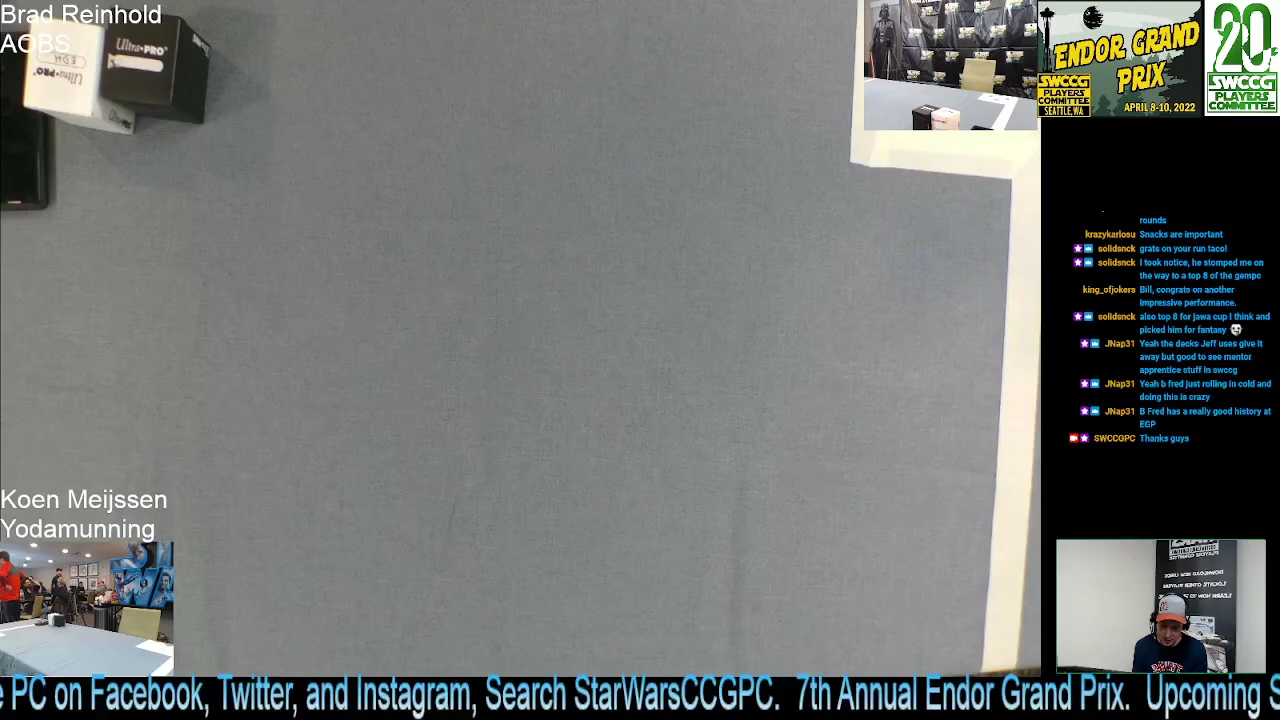 Brad Reinhold
AOBS
Ultra·PRO
EDH
Ultra·PRO
ENDOR GRAND
PRIX
SWCCG
PLAYERS
COMMITTEE
SEATTLE,WA
APRIL 8-10, 2022
20
SWCCG
PLAYERS
COMMITTEE
rounds
krazykarlosu Snacks are important
solidsnck grats on your run taco!
solidsnck I took notice, he stomped me on
the way to a top 8 of the gempc
king_ofjokers Bill, congrats on another
impressive performance.
solidsnck also top 8 for jawa cup I think and
picked him for fantasy
JNap31 Yeah the decks Jeff uses give it
away but good to see mentor
apprentice stuff in swccg
JNap31 Yeah b fred just rolling in cold and
doing this is crazy
JNap31 B Fred has a really good history at
EGP
SWCCGPC Thanks guys
Koen Meijssen
Yodamunning
e PC on Facebook, Twitter, and Instagram, Search StarWarsCCGPC. 7th Annual Endor Grand Prix. Upcoming S